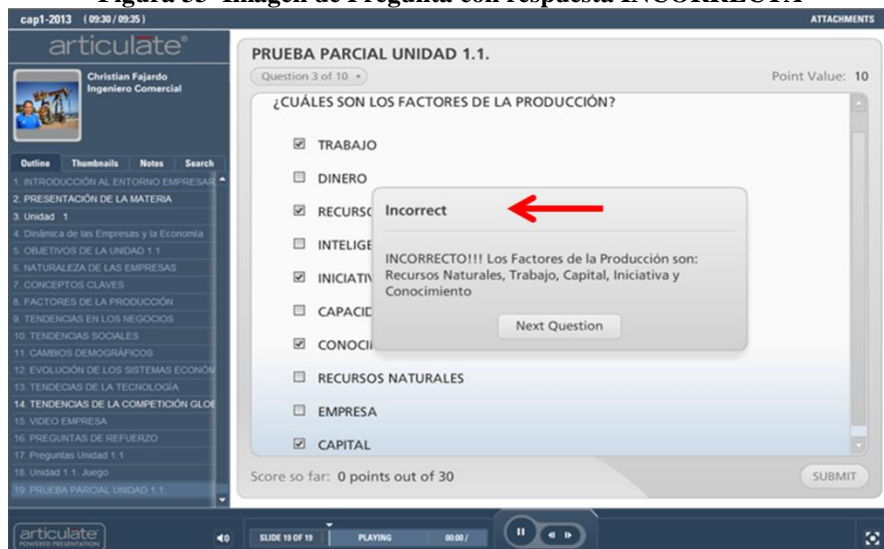 Figura 33 Imagen de Pregunta con respuesta INCORRECTA
cap1-2013 (09:30 / 09:35)
ATTACHMENTS
articulate®
Christian Fajardo
Ingeniero Comercial
Outline Thumbnails Notes Search
1. INTRODUCCIÓN AL ENTORNO EMPRESAR
2. PRESENTACIÓN DE LA MATERIA
3. Unidad 1
4. Dinámica de las Empresas y la Economía
5. OBJETIVOS DE LA UNIDAD 1.1
6. NATURALEZA DE LAS EMPRESAS
7. CONCEPTOS CLAVES
8. FACTORES DE LA PRODUCCIÓN
9. TENDENCIAS EN LOS NEGOCIOS
10. TENDENCIAS SOCIALES
11. CAMBIOS DEMOGRÁFICOS
12. EVOLUCIÓN DE LOS SISTEMAS ECONÓM
13. TENDECIAS DE LA TECNOLOGÍA
14. TENDENCIAS DE LA COMPETICIÓN GLOB
15. VIDEO EMPRESA
16. PREGUNTAS DE REFUERZO
17. Preguntas Unidad 1.1
18. Unidad 1.1. Juego
19. PRUEBA PARCIAL UNIDAD 1.1.
PRUEBA PARCIAL UNIDAD 1.1.
Question 3 of 10
Point Value: 10
¿CUÁLES SON LOS FACTORES DE LA PRODUCCIÓN?
TRABAJO
DINERO
RECURSO
INTELIGE
INICIATIV
CAPACID
CONOCI
RECURSOS NATURALES
EMPRESA
CAPITAL
Incorrect
INCORRECTO!!! Los Factores de la Producción son:
Recursos Naturales, Trabajo, Capital, Iniciativa y
Conocimiento
Next Question
Score so far: 0 points out of 30
SUBMIT
articulate
POWERED PRESENTATION
SLIDE 19 OF 19 PLAYING 00:00 /